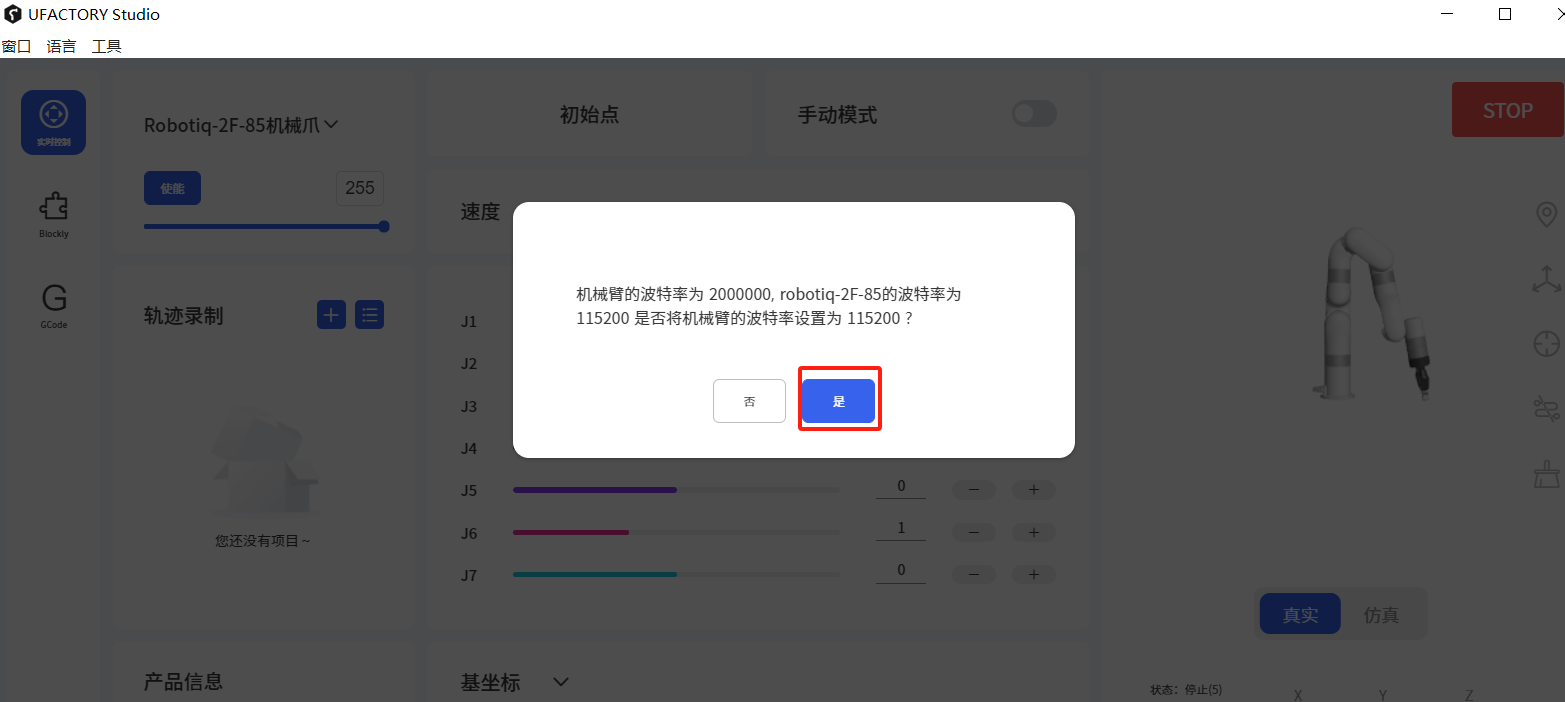 UFACTORY Studio
窗口 语言 工具
实时控制
Blockly
GCode
Robotiq-2F-85机械爪
使能
255
轨迹录制
您还没有项目~
产品信息
初始点
手动模式
速度
机械臂的波特率为 2000000, robotiq-2F-85的波特率为
115200 是否将机械臂的波特率设置为 115200 ?
否
是
J1
J2
J3
J4
J5 0 − +
J6 1 − +
J7 0 − +
基坐标
STOP
真实 仿真
状态: 停止(5)
X Y Z